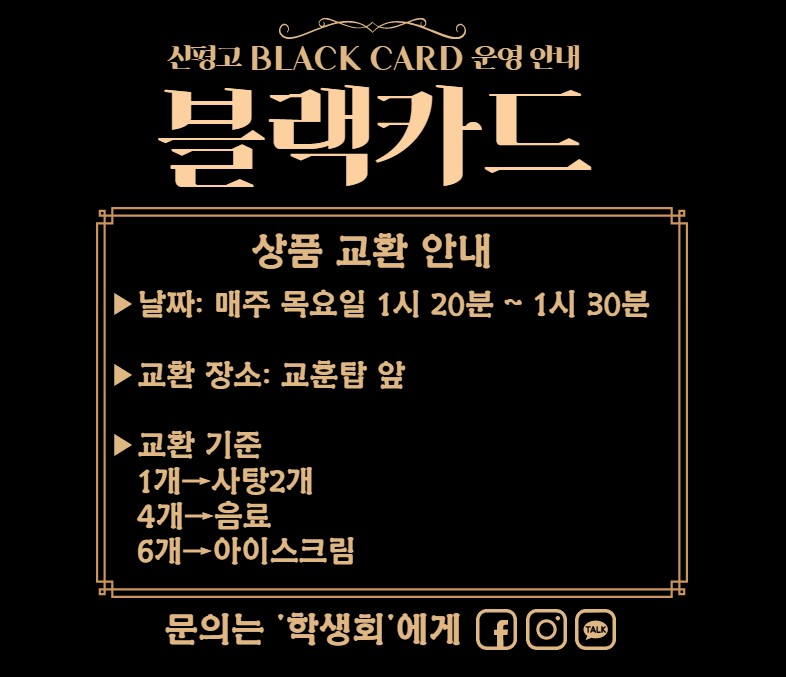 신평고 BLACK CARD 운영 안내
블랙카드
상품 교환 안내
▶날짜: 매주 목요일 1시 20분 ~ 1시 30분
▶교환 장소: 교훈탑 앞
▶교환 기준
1개→사탕2개
4개→음료
6개→아이스크림
문의는 '학생회'에게
TALK